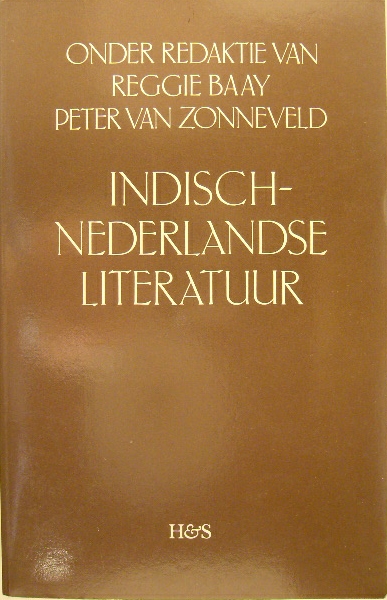 ONDER REDAKTIE VAN
REGGIE BAAY
PETER VAN ZONNEVELD
INDISCH-
NEDERLANDSE
LITERATUUR
H&S